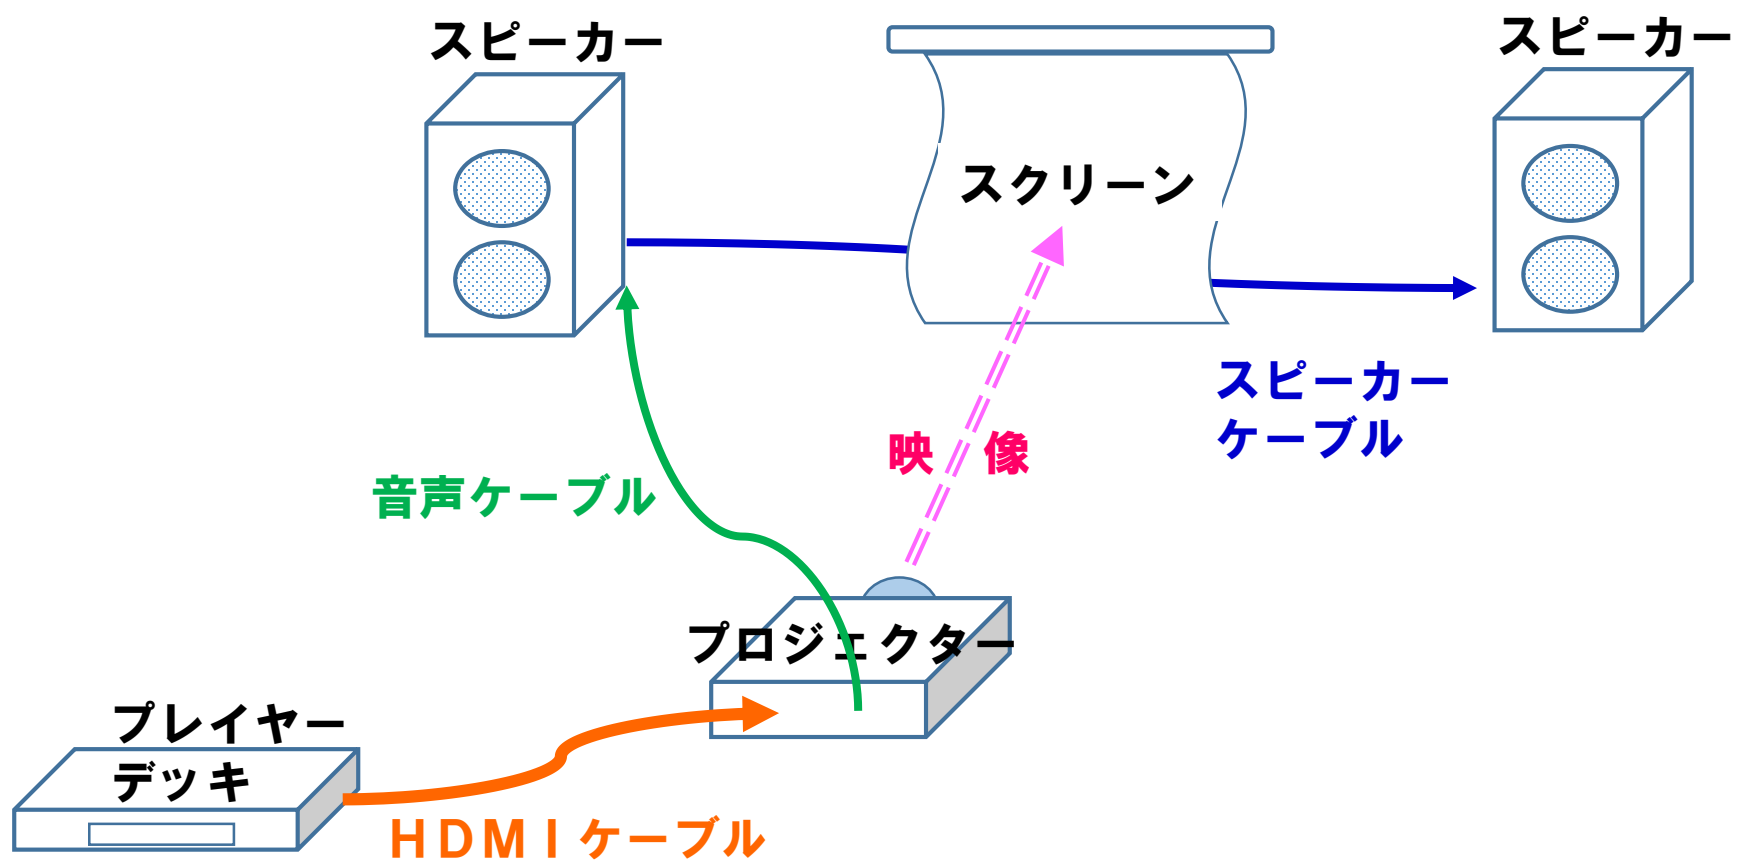 スピーカー
スクリーン
スピーカー
スピーカー
ケーブル
映　像
音声ケーブル
プロジェクター
プレイヤー
デッキ
ＨＤＭＩケーブル